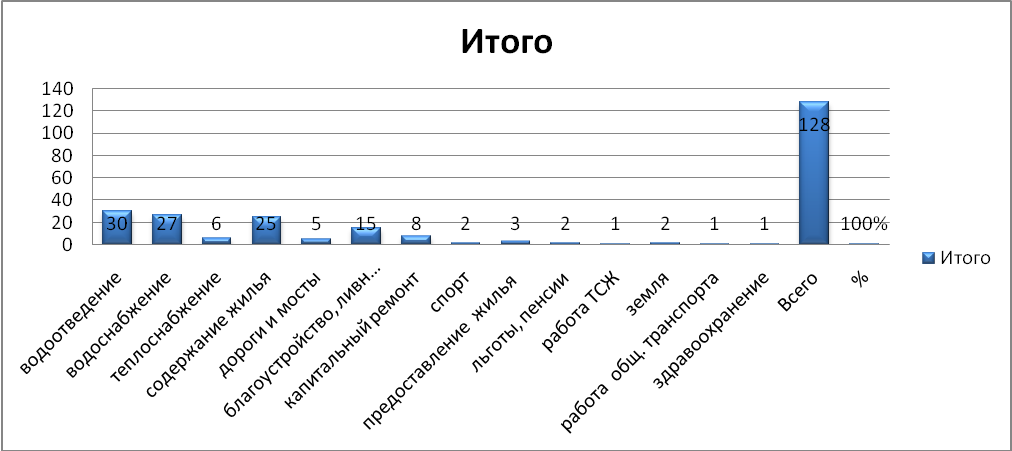 Итого
140
120
100
80
60
40
20
0
30 27 6 25 5 15 8 2 3 2 1 2 1 1 128 100%
водоотведение
водоснабжение
теплоснабжение
содержание жилья
дороги и мосты
благоустройство, ливн...
капитальный ремонт
спорт
предоставление жилья
льготы, пенсии
работа ТСЖ
земля
работа общ. транспорта
здравоохранение
Всего
%
Итого